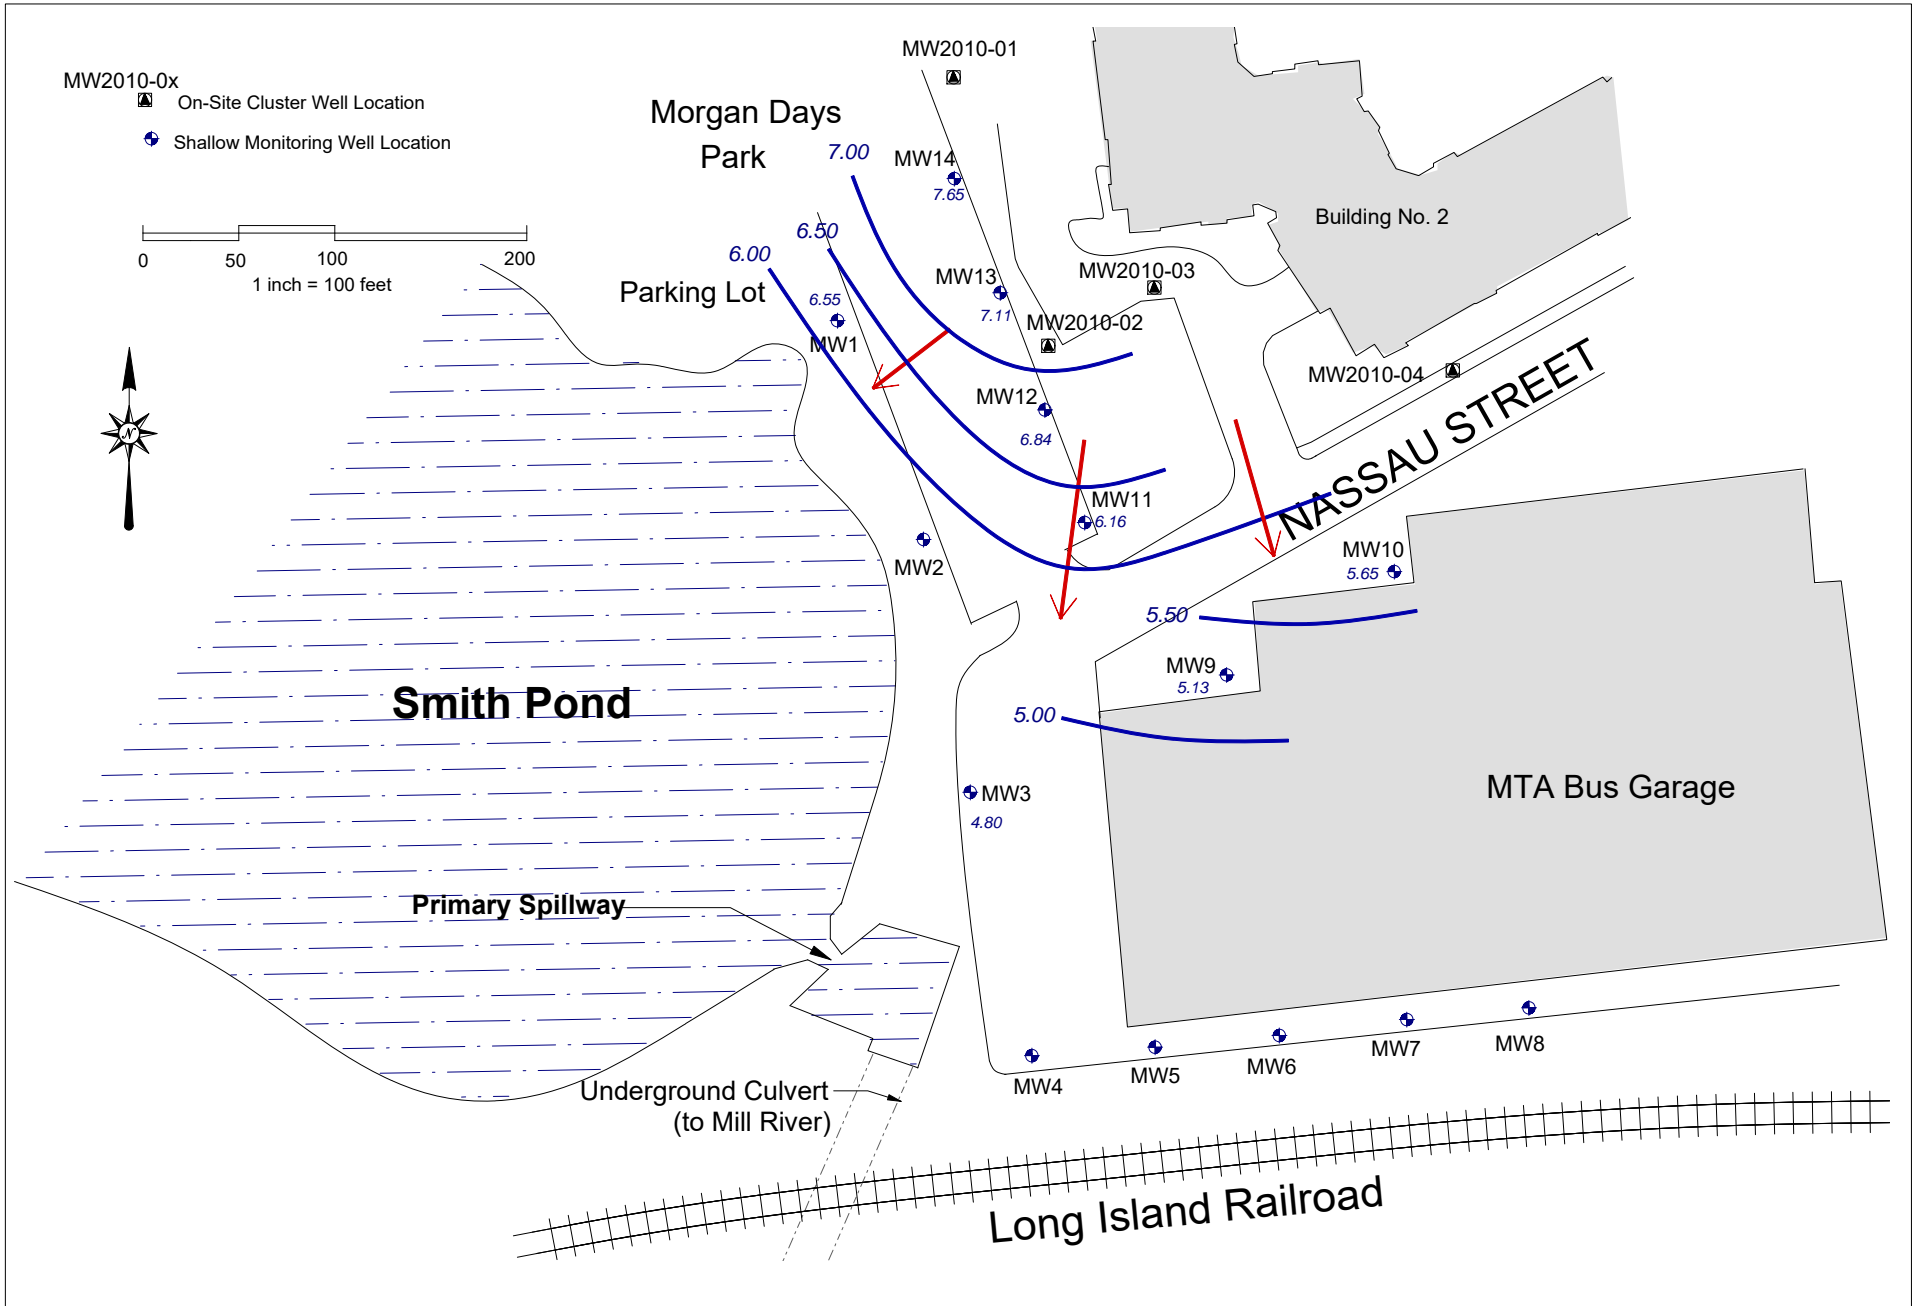 MW2010-0x
On-Site Cluster Well Location
Shallow Monitoring Well Location
0 50 100 200
1 inch = 100 feet
N
MW2010-01
Morgan Days
Park
7.00
MW14
7.65
6.50
6.00
Parking Lot
6.55
MW1
MW13
7.11
MW2010-03
MW2010-02
Building No. 2
MW12
6.84
MW2010-04
NASSAU STREET
MW11
6.16
MW2
MW10
5.65
5.50
MW9
5.13
5.00
Smith Pond
MW3
4.80
MTA Bus Garage
Primary Spillway
MW4
MW5
MW6
MW7
MW8
Underground Culvert
(to Mill River)
Long Island Railroad